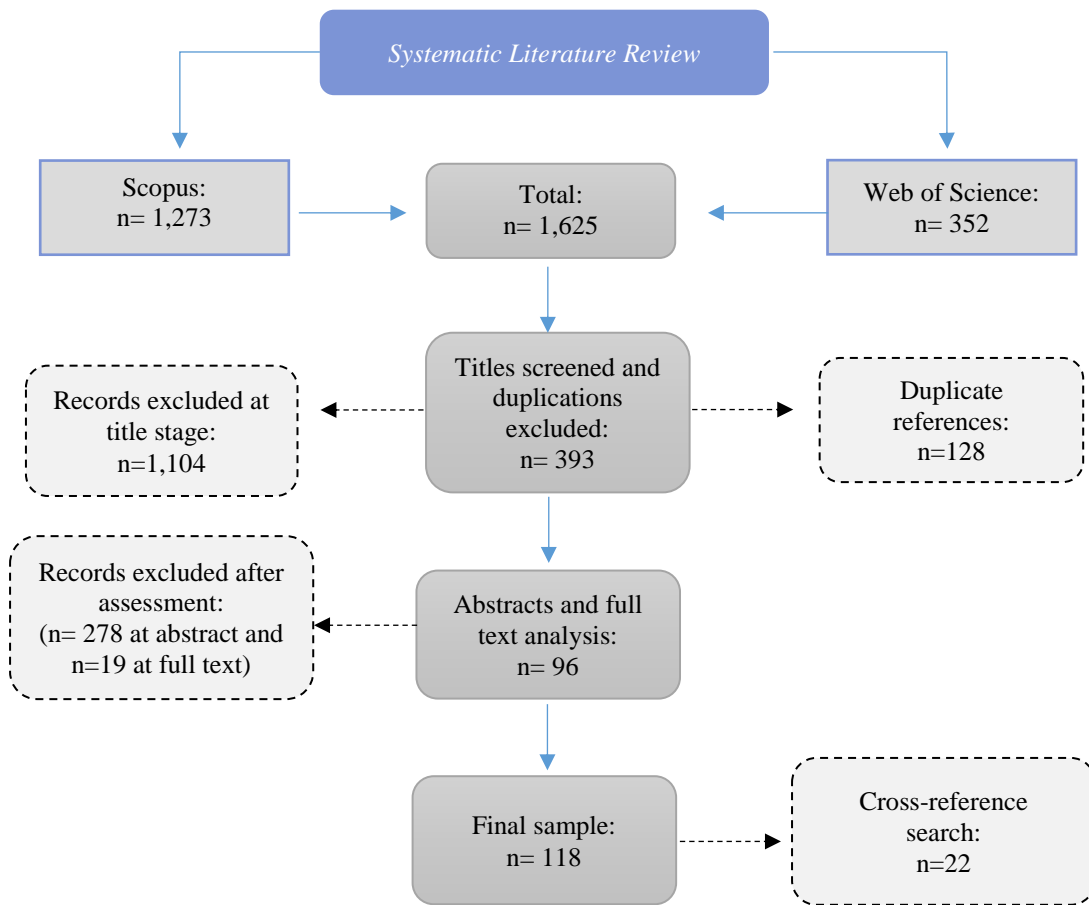 Systematic Literature Review
Scopus:
n= 1,273
Total:
n= 1,625
Web of Science:
n= 352
Titles screened and
duplications
excluded:
n= 393
Records excluded at
title stage:
n=1,104
Duplicate
references:
n=128
Records excluded after
assessment:
(n= 278 at abstract and
n=19 at full text)
Abstracts and full
text analysis:
n= 96
Final sample:
n= 118
Cross-reference
search:
n=22